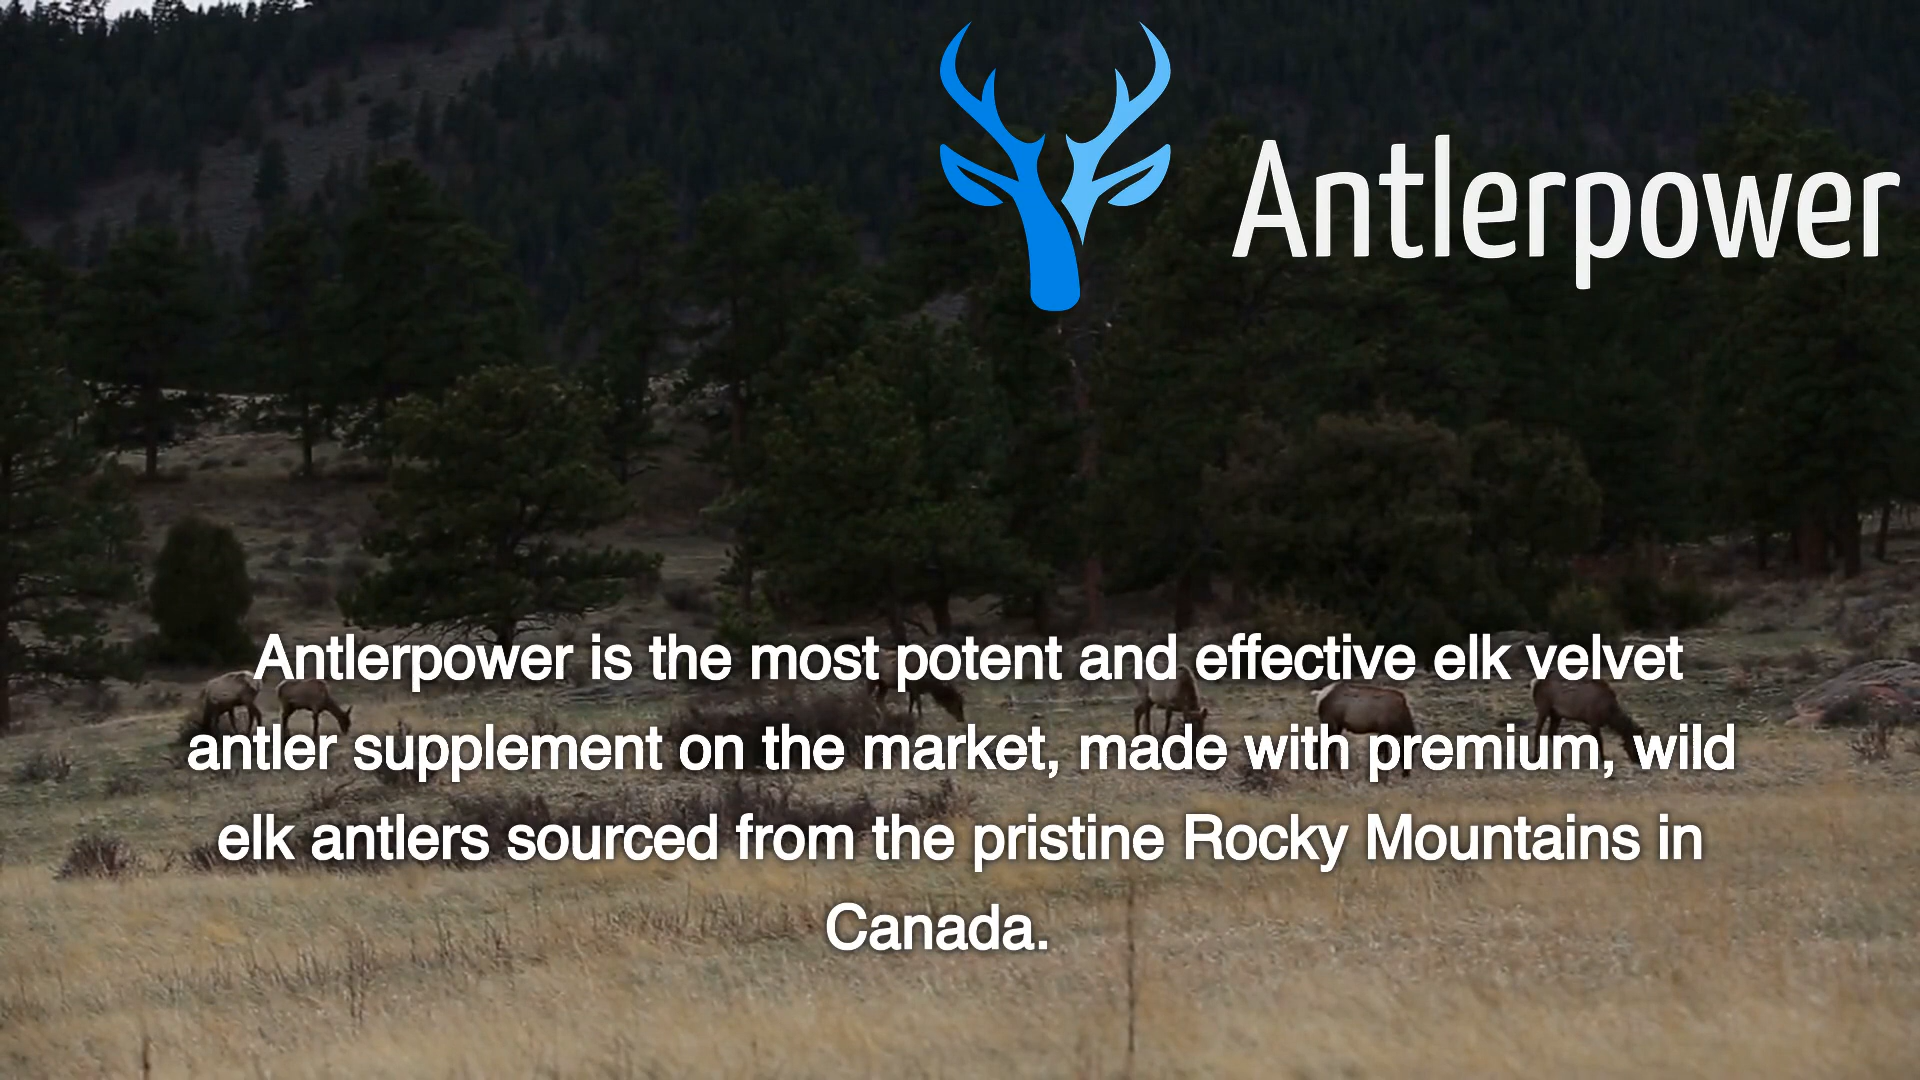 Antlerpower
Antlerpower is the most potent and effective elk velvet
antler supplement on the market, made with premium, wild
elk antlers sourced from the pristine Rocky Mountains in
Canada.